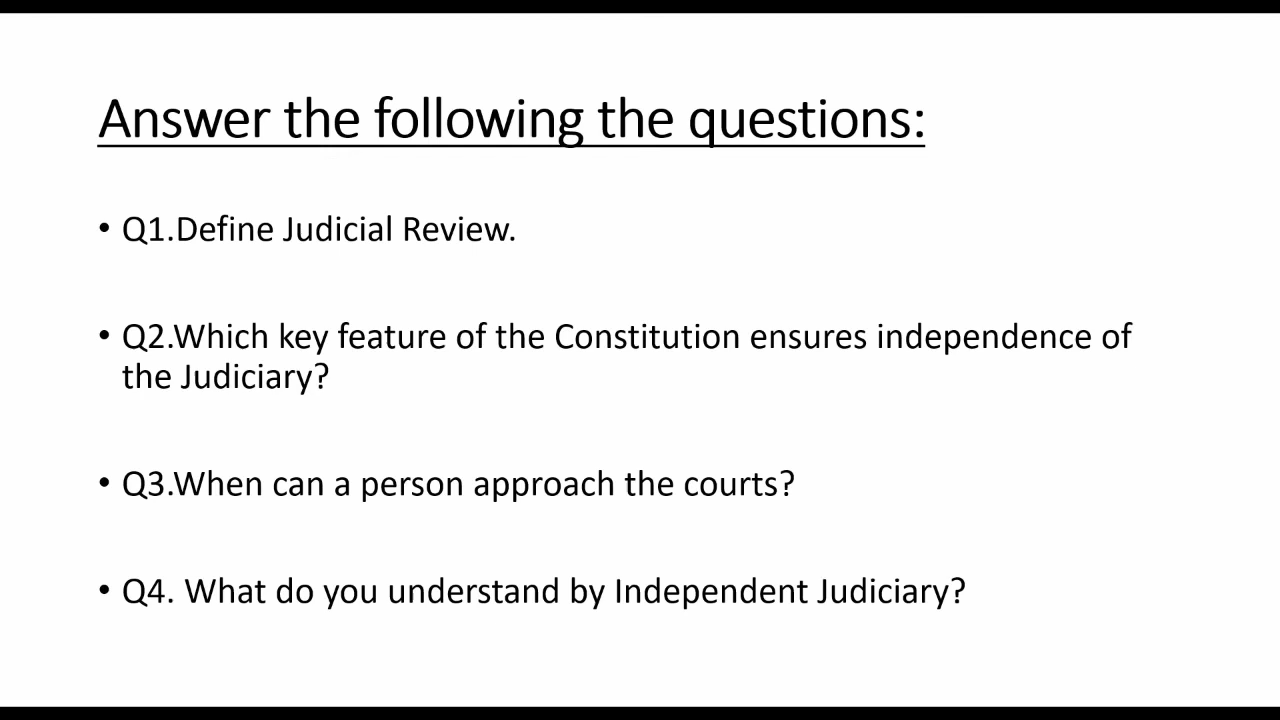 Answer the following the questions:
• Q1.Define Judicial Review.
• Q2.Which key feature of the Constitution ensures independence of
the Judiciary?
• Q3.When can a person approach the courts?
• Q4. What do you understand by Independent Judiciary?